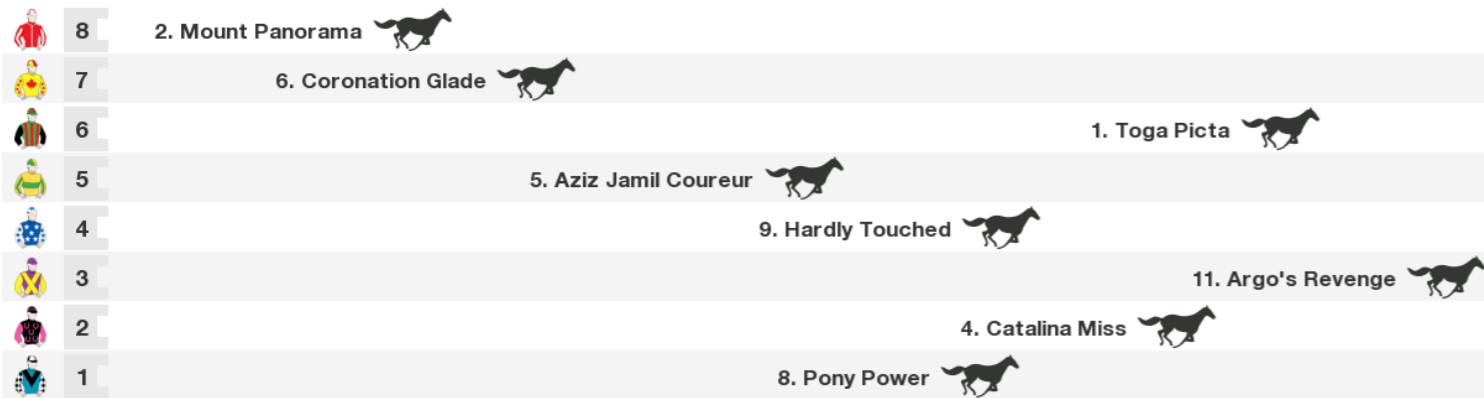 8 2. Mount Panorama
7 6. Coronation Glade
6 1. Toga Picta
5 5. Aziz Jamil Coureur
4 9. Hardly Touched
3 11. Argo's Revenge
2 4. Catalina Miss
1 8. Pony Power